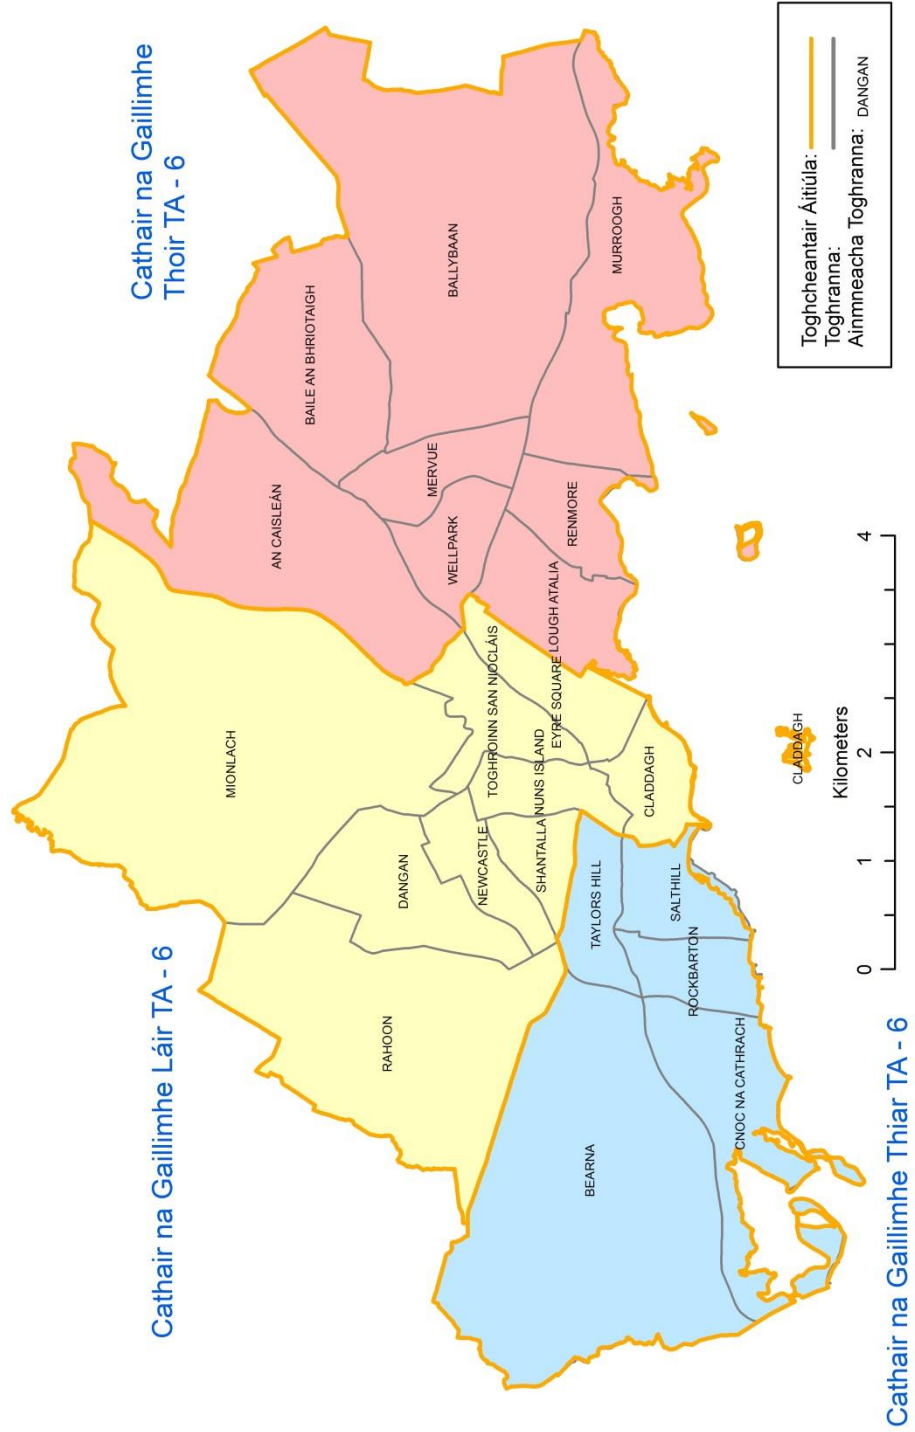 Cathair na Gaillimhe Láir TA - 6
Cathair na Gaillimhe
Thoir TA - 6
MIONLACH
AN CAISLEÁN
BAILE AN BHRIOTAIGH
RAHOON
DANGAN
NEWCASTLE
TOGHROINN SAN NIOCLÁIS
WELLPARK
MERVUE
BALLYBAAN
SHANTALLA
NUNS ISLAND
EYRE SQUARE
LOUGH ATALIA
RENMORE
MURROOGH
BEARNA
TAYLORS HILL
CLADDAGH
SALTHILL
ROCKBARTON
CNOC NA CATHRACH
CLADDAGH
Toghcheantair Áitiúla:
Toghranna:
Ainmneacha Toghranna: DANGAN
Kilometers
0 1 2 4
Cathair na Gaillimhe Thiar TA - 6